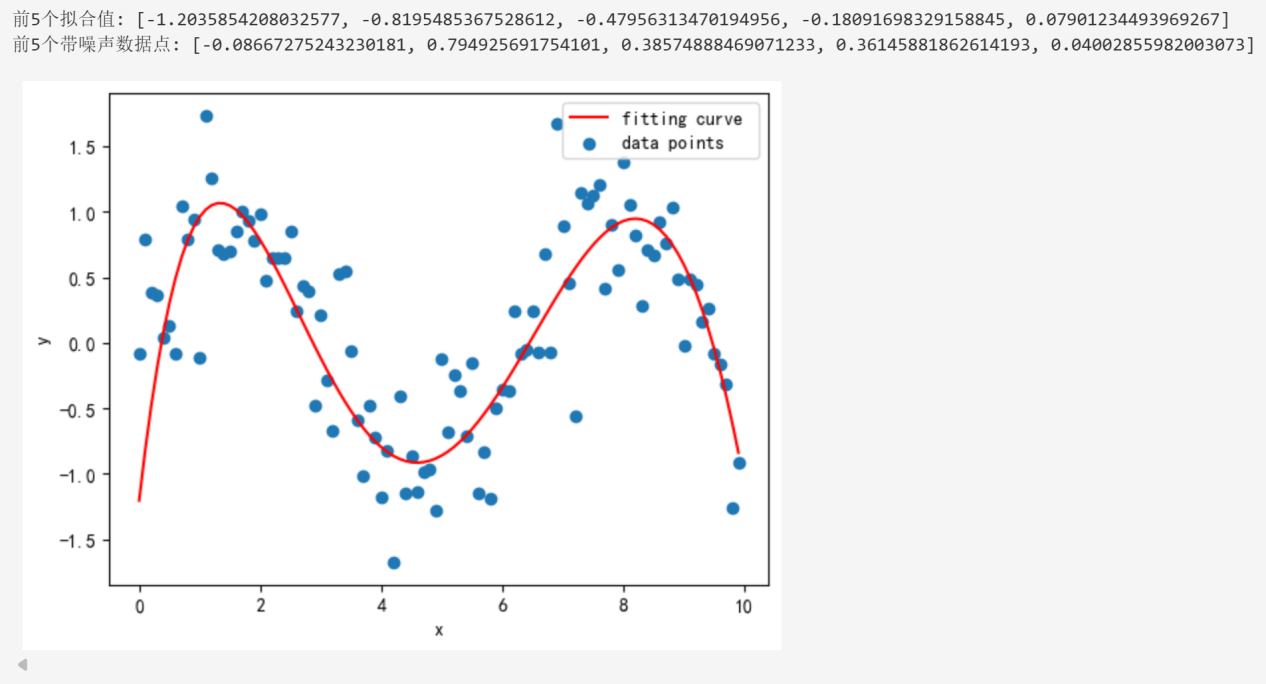 前5个拟合值: [-1.2035854208032577, -0.8195485367528612, -0.47956313470194956, -0.18091698329158845, 0.07901234493969267]
前5个带噪声数据点: [-0.08667275243230181, 0.794925691754101, 0.38574888469071233, 0.36145881862614193, 0.04002855982003073]
fitting curve
data points
1.5
1.0
0.5
0.0
-0.5
-1.0
-1.5
y
0 2 4 6 8 10
x